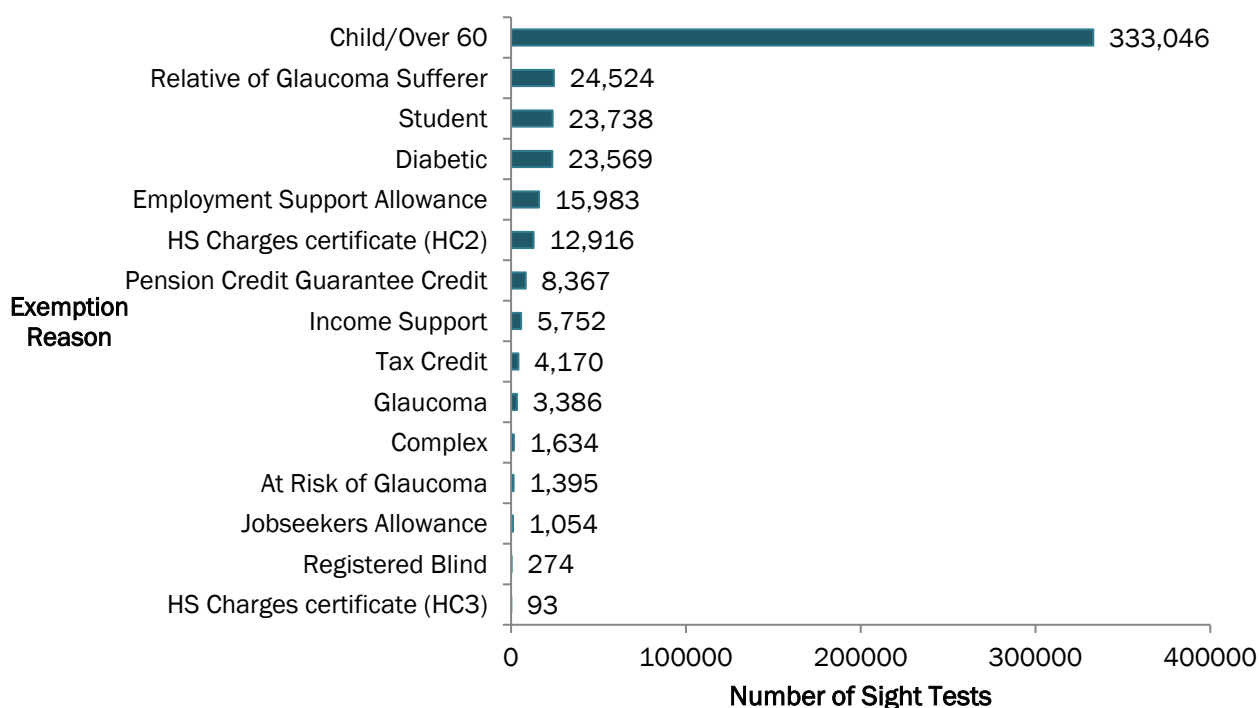 Child/Over 60 333,046
Relative of Glaucoma Sufferer 24,524
Student 23,738
Diabetic 23,569
Employment Support Allowance 15,983
HS Charges certificate (HC2) 12,916
Pension Credit Guarantee Credit 8,367
Exemption
Reason
Income Support 5,752
Tax Credit 4,170
Glaucoma 3,386
Complex 1,634
At Risk of Glaucoma 1,395
Jobseekers Allowance 1,054
Registered Blind 274
HS Charges certificate (HC3) 93
0 100000 200000 300000 400000
Number of Sight Tests